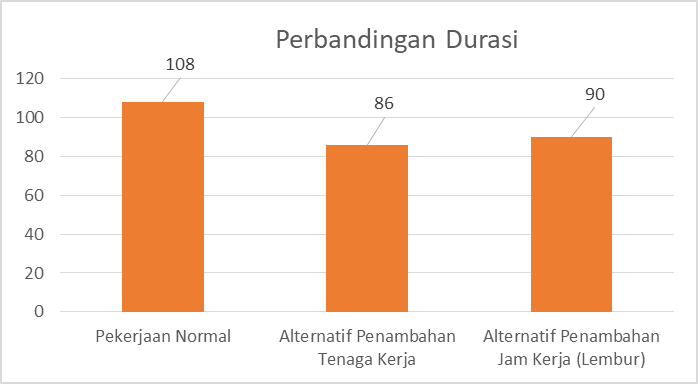 Perbandingan Durasi
108
86
90
120
100
80
60
40
20
0
Pekerjaan Normal
Alternatif Penambahan
Tenaga Kerja
Alternatif Penambahan
Jam Kerja (Lembur)